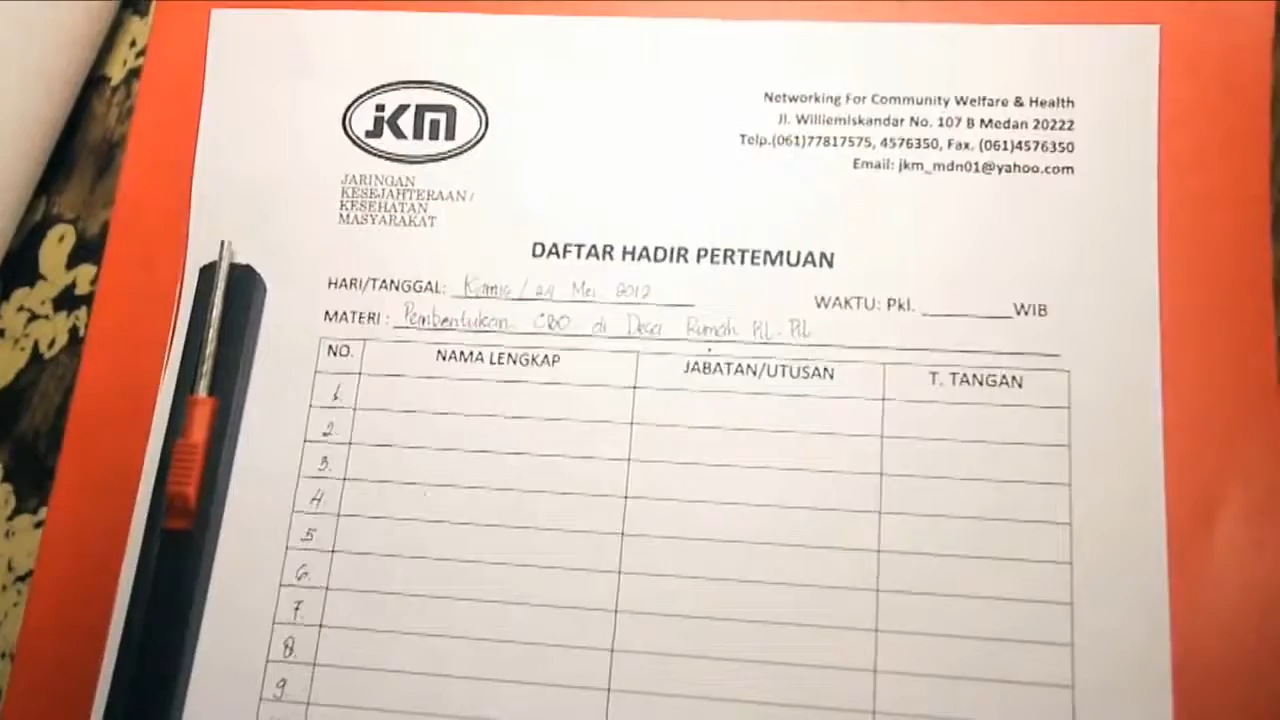 JKM
JARINGAN
KESEJAHTERAAN/
KESEHATAN
MASYARAKAT
Networking For Community Welfare & Health
Jl. Williemiskandar No. 107 B Medan 20222
Telp.(061)77817575, 4576350, Fax. (061)4576350
Email: jkm_mdn01@yahoo.com
DAFTAR HADIR PERTEMUAN
HARI/TANGGAL: Kamis / 24 Mei 2012 WAKTU: Pkl. WIB
MATERI : Pembentukan CBO di Desa Rumah Pil-Pil
NO. NAMA LENGKAP JABATAN/UTUSAN T. TANGAN
1.
2.
3.
4.
5
6.
7.
8.
9.